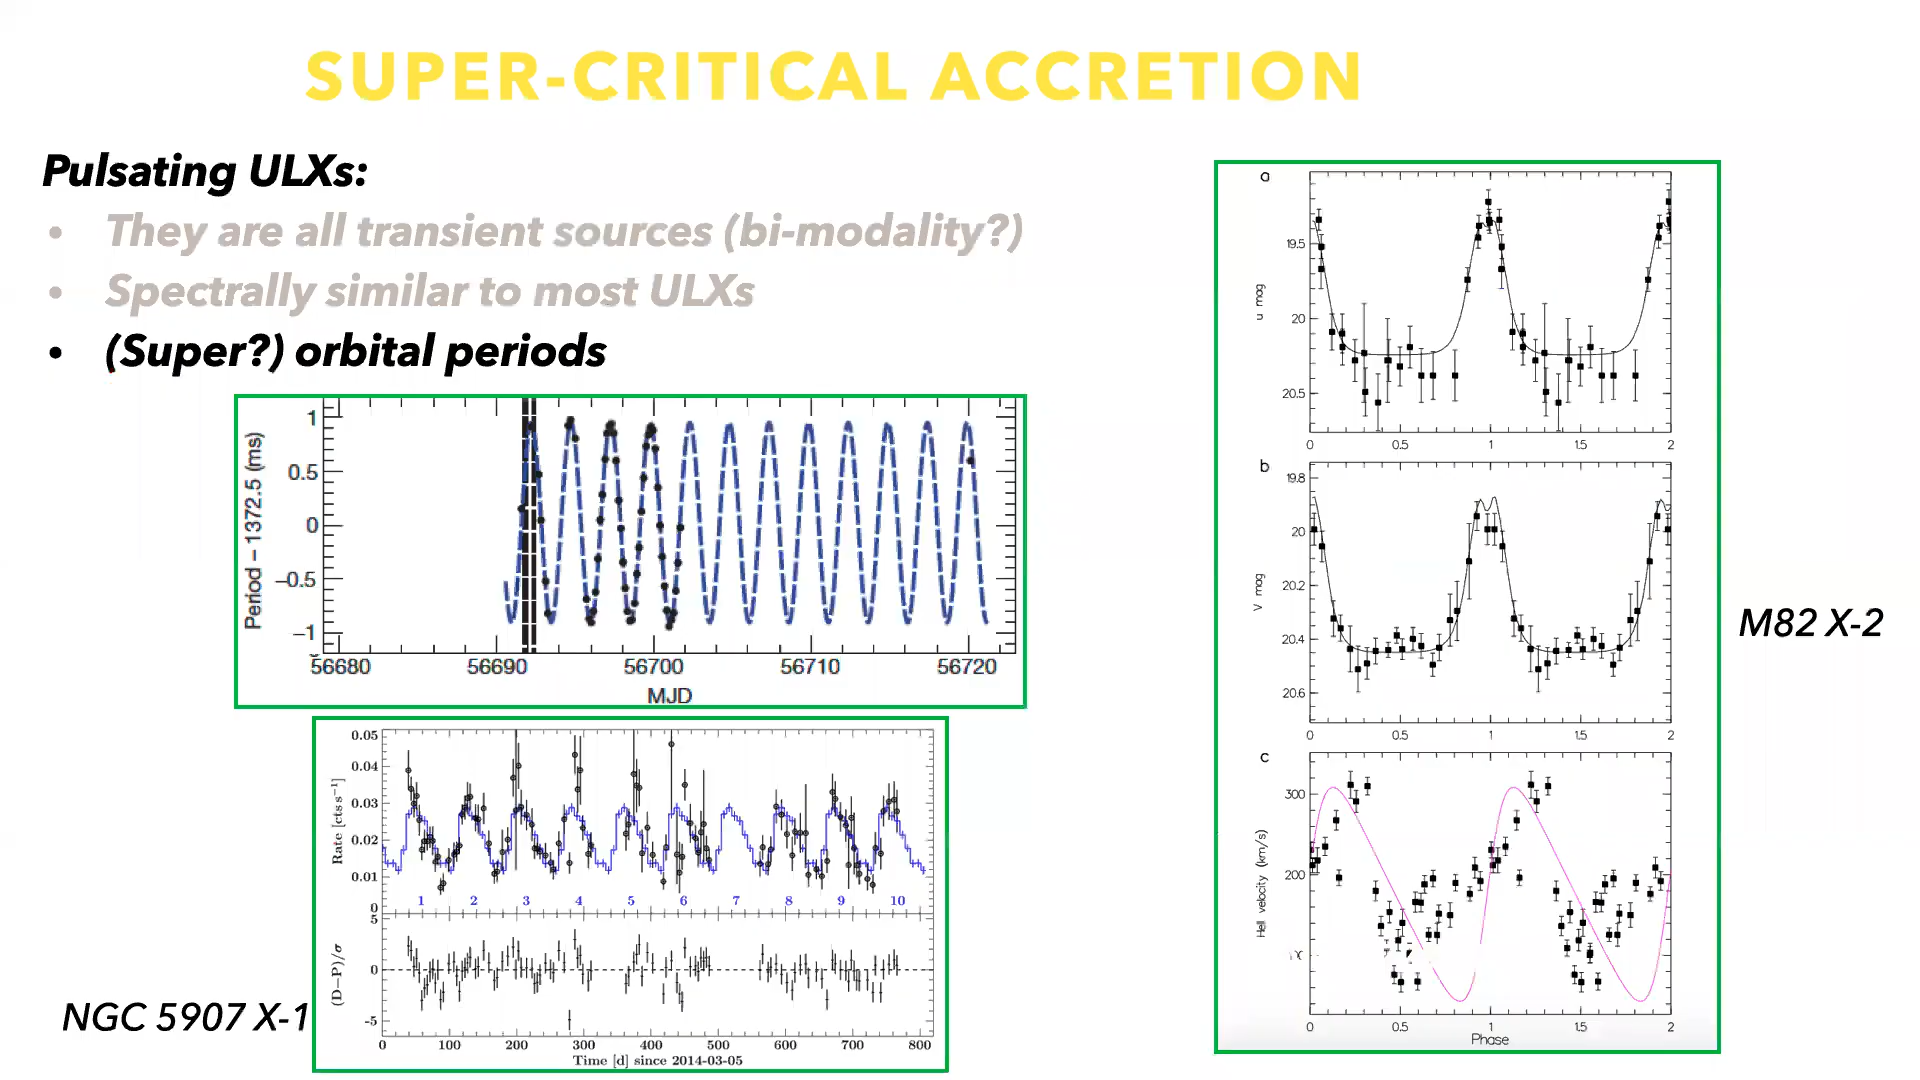 SUPER-CRITICAL ACCRETION
Pulsating ULXs:
• They are all transient sources (bi-modality?)
• Spectrally similar to most ULXs
• (Super?) orbital periods
Period − 1372.5 (ms)
1
0.5
0
−0.5
−1
56680 56690 56700 56710 56720
MJD
Rate [cts s⁻¹]
0.05
0.04
0.03
0.02
0.01
0
1 2 3 4 5 6 7 8 9 10
(D−P)/σ
5
0
-5
0 100 200 300 400 500 600 700 800
Time [d] since 2014-03-05
NGC 5907 X-1
a
u mag
19.5
20
20.5
0 0.5 1 1.5 2
b
V mag
19.8
20
20.2
20.4
20.6
0 0.5 1 1.5 2
c
HeII velocity (km/s)
300
200
0 0.5 1 1.5 2
Phase
M82 X-2